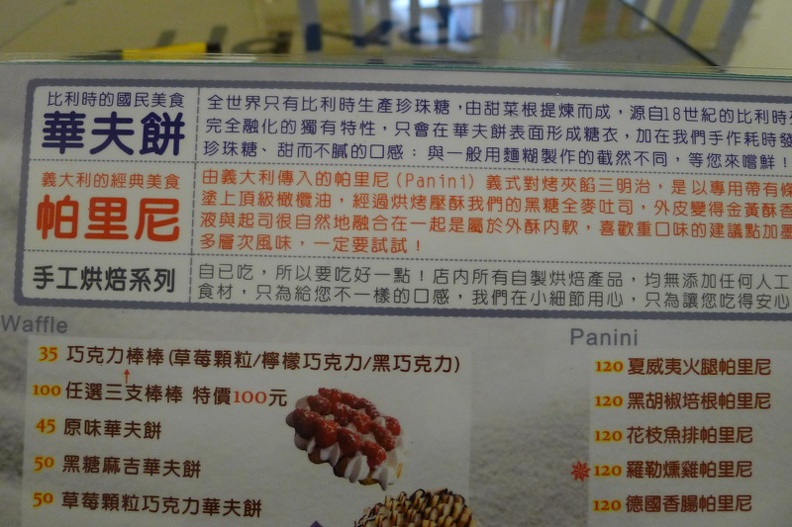 比利時的國民美食
華夫餅
全世界只有比利時生產珍珠糖,由甜菜根提煉而成,源自18世紀的比利時
完全融化的獨有特性,只會在華夫餅表面形成糖衣,加在我們手作耗時發
珍珠糖、甜而不膩的口感;與一般用麵糊製作的截然不同,等您來嚐鮮!
義大利的經典美食
帕里尼
由義大利傳入的帕里尼(Panini)義式對烤夾餡三明治,是以專用帶有條
塗上頂級橄欖油,經過烘烤壓酥我們的黑糖全麥吐司,外皮變得金黃酥香
液與起司很自然地融合在一起是屬於外酥內軟,喜歡重口味的建議點加
多層次風味,一定要試試!
手工烘焙系列
自己吃,所以要吃好一點!店內所有自製烘焙產品,均無添加任何人工
食材,只為給您不一樣的口感,我們在小細節用心,只為讓您吃得安心
Waffle
35 巧克力棒棒(草莓顆粒/檸檬巧克力/黑巧克力)
100 任選三支棒棒 特價100元
45 原味華夫餅
50 黑糖麻吉華夫餅
50 草莓顆粒巧克力華夫餅
Panini
120 夏威夷火腿帕里尼
120 黑胡椒培根帕里尼
120 花枝魚排帕里尼
120 羅勒燻雞帕里尼
120 德國香腸帕里尼